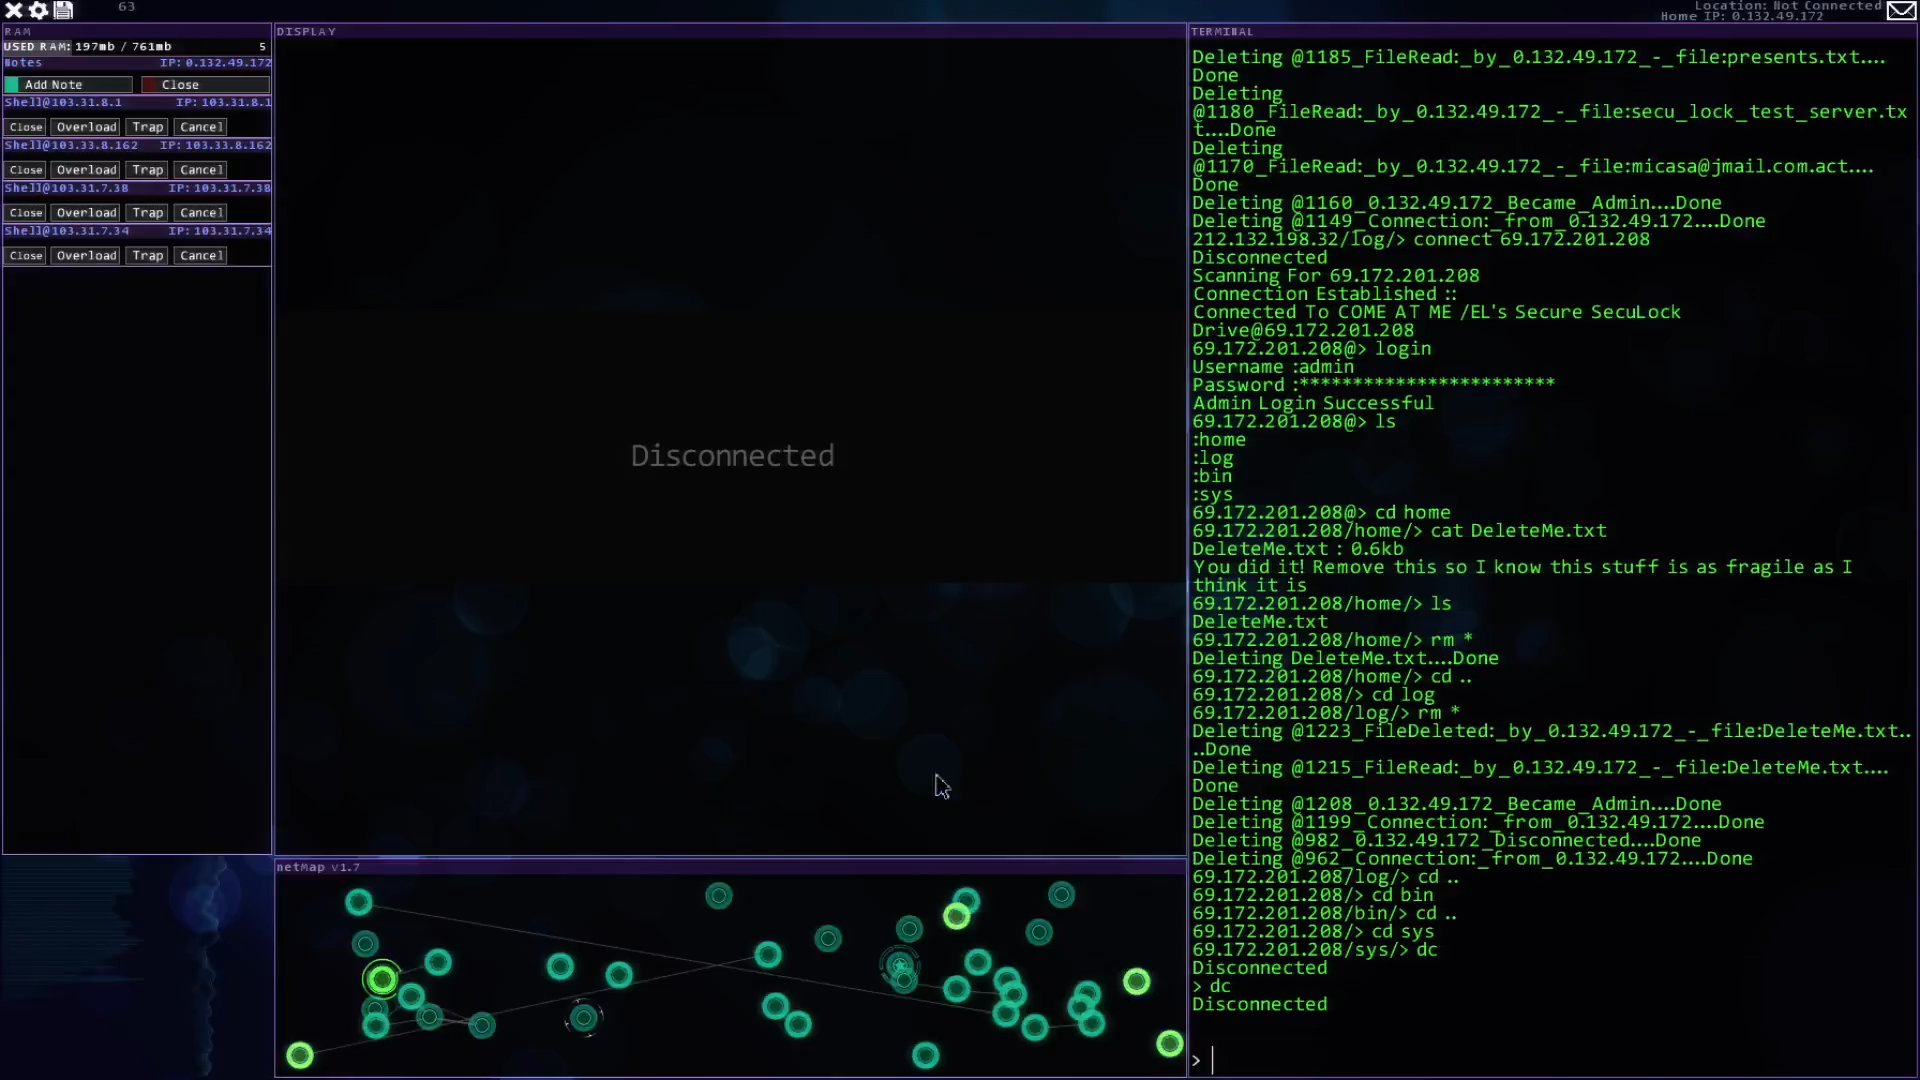 63
Location: Not Connected
Home IP: 0.132.49.172
RAM
USED RAM: 197mb / 761mb 5
Notes IP: 0.132.49.172
Add Note Close
Shell@103.31.8.1 IP: 103.31.8.1
Close Overload Trap Cancel
Shell@103.33.8.162 IP: 103.33.8.162
Close Overload Trap Cancel
Shell@103.31.7.38 IP: 103.31.7.38
Close Overload Trap Cancel
Shell@103.31.7.34 IP: 103.31.7.34
Close Overload Trap Cancel
DISPLAY
Disconnected
netMap v1.7
TERMINAL
Deleting @1185_FileRead:_by_0.132.49.172_-_file:presents.txt....
Done
Deleting
@1180_FileRead:_by_0.132.49.172_-_file:secu_lock_test_server.tx
t....Done
Deleting
@1170_FileRead:_by_0.132.49.172_-_file:micasa@jmail.com.act....
Done
Deleting @1160_0.132.49.172_Became_Admin....Done
Deleting @1149_Connection:_from_0.132.49.172....Done
212.132.198.32/log/> connect 69.172.201.208
Disconnected
Scanning For 69.172.201.208
Connection Established ::
Connected To COME AT ME /EL's Secure SecuLock
Drive@69.172.201.208
69.172.201.208@> login
Username :admin
Password :************************
Admin Login Successful
69.172.201.208@> ls
:home
:log
:bin
:sys
69.172.201.208@> cd home
69.172.201.208/home/> cat DeleteMe.txt
DeleteMe.txt : 0.6kb
You did it! Remove this so I know this stuff is as fragile as I
think it is
69.172.201.208/home/> ls
DeleteMe.txt
69.172.201.208/home/> rm *
Deleting DeleteMe.txt....Done
69.172.201.208/home/> cd ..
69.172.201.208/> cd log
69.172.201.208/log/> rm *
Deleting @1223_FileDeleted:_by_0.132.49.172_-_file:DeleteMe.txt..
..Done
Deleting @1215_FileRead:_by_0.132.49.172_-_file:DeleteMe.txt....
Done
Deleting @1208_0.132.49.172_Became_Admin....Done
Deleting @1199_Connection:_from_0.132.49.172....Done
Deleting @982_0.132.49.172_Disconnected....Done
Deleting @962_Connection:_from_0.132.49.172....Done
69.172.201.208/log/> cd ..
69.172.201.208/> cd bin
69.172.201.208/bin/> cd ..
69.172.201.208/> cd sys
69.172.201.208/sys/> dc
Disconnected
> dc
Disconnected
>